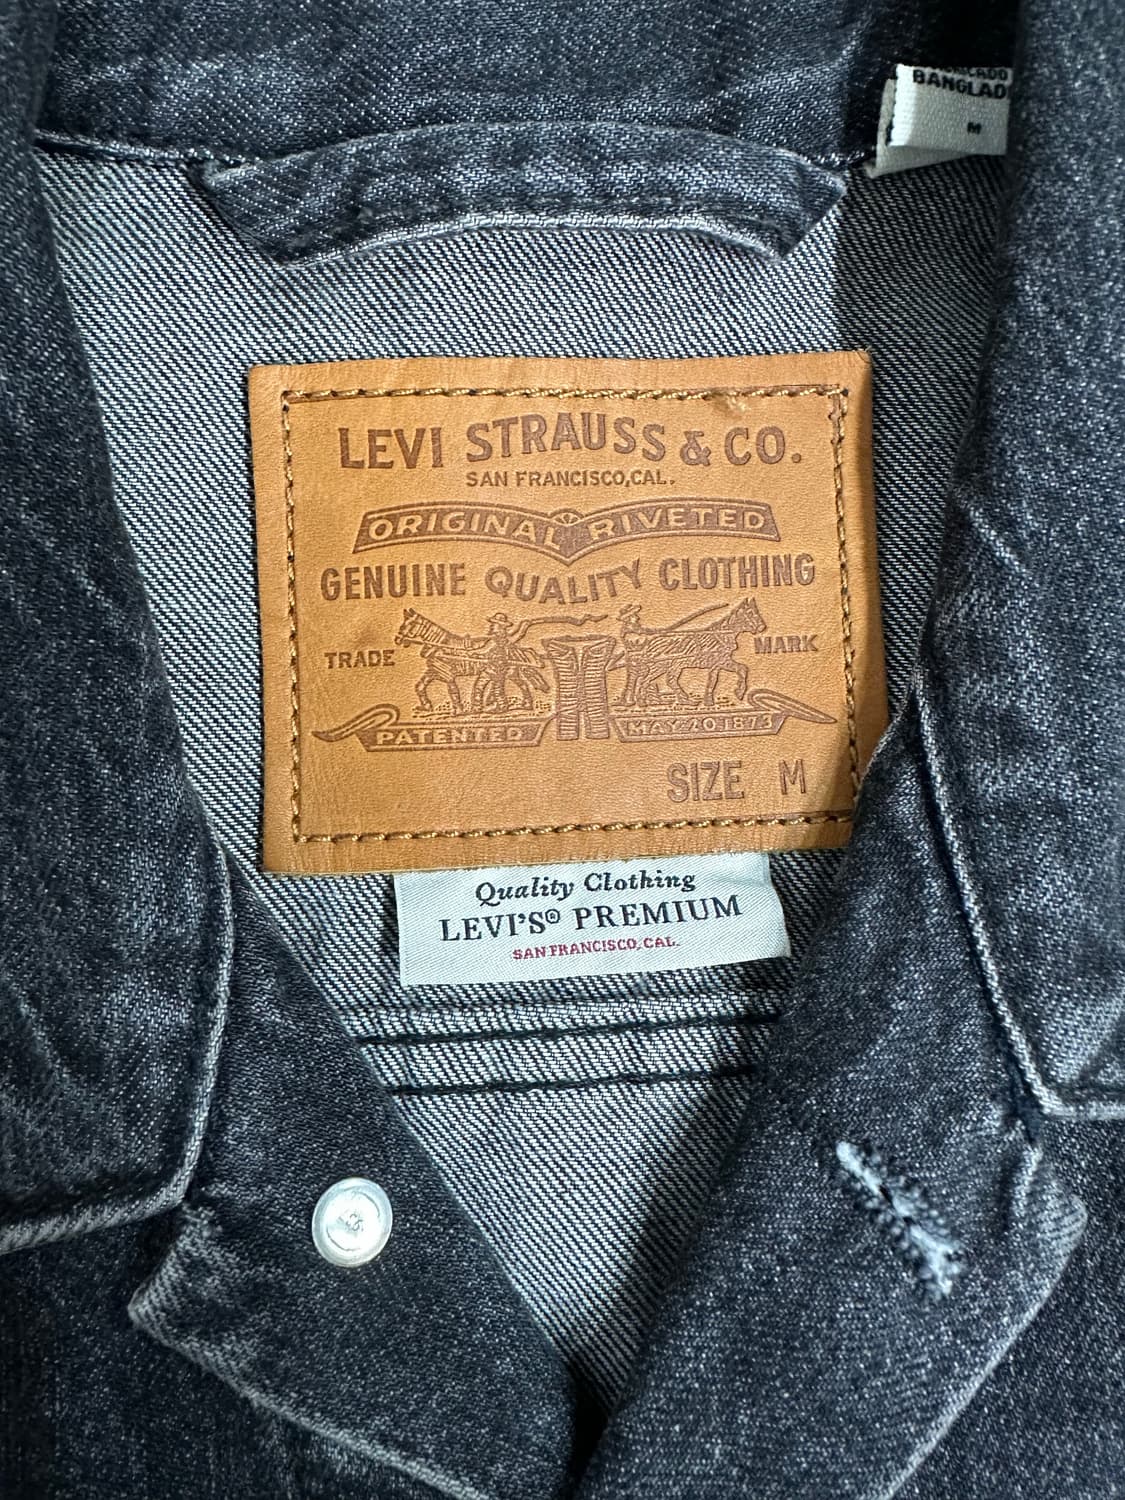 BANGLAD
M
LEVI STRAUSS & CO.
SAN FRANCISCO, CAL.
ORIGINAL RIVETED
GENUINE QUALITY CLOTHING
TRADE MARK
PATENTED MAY 20 1873
SIZE M
Quality Clothing
LEVI'S® PREMIUM
SAN FRANCISCO, CAL.